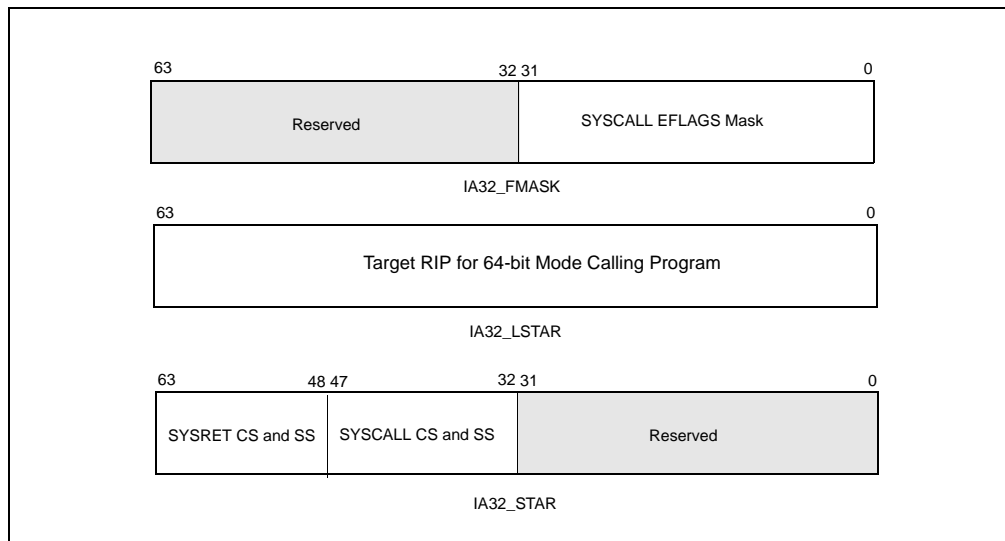 63 32 31 0
Reserved SYSCALL EFLAGS Mask
IA32_FMASK
63 0
Target RIP for 64-bit Mode Calling Program
IA32_LSTAR
63 48 47 32 31 0
SYSRET CS and SS SYSCALL CS and SS Reserved
IA32_STAR